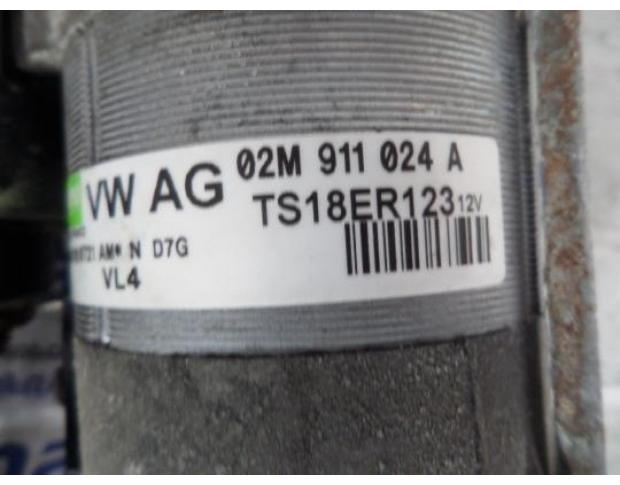 VW AG
02M 911 024 A
TS18ER123 12V
AM* N D7G
VL4